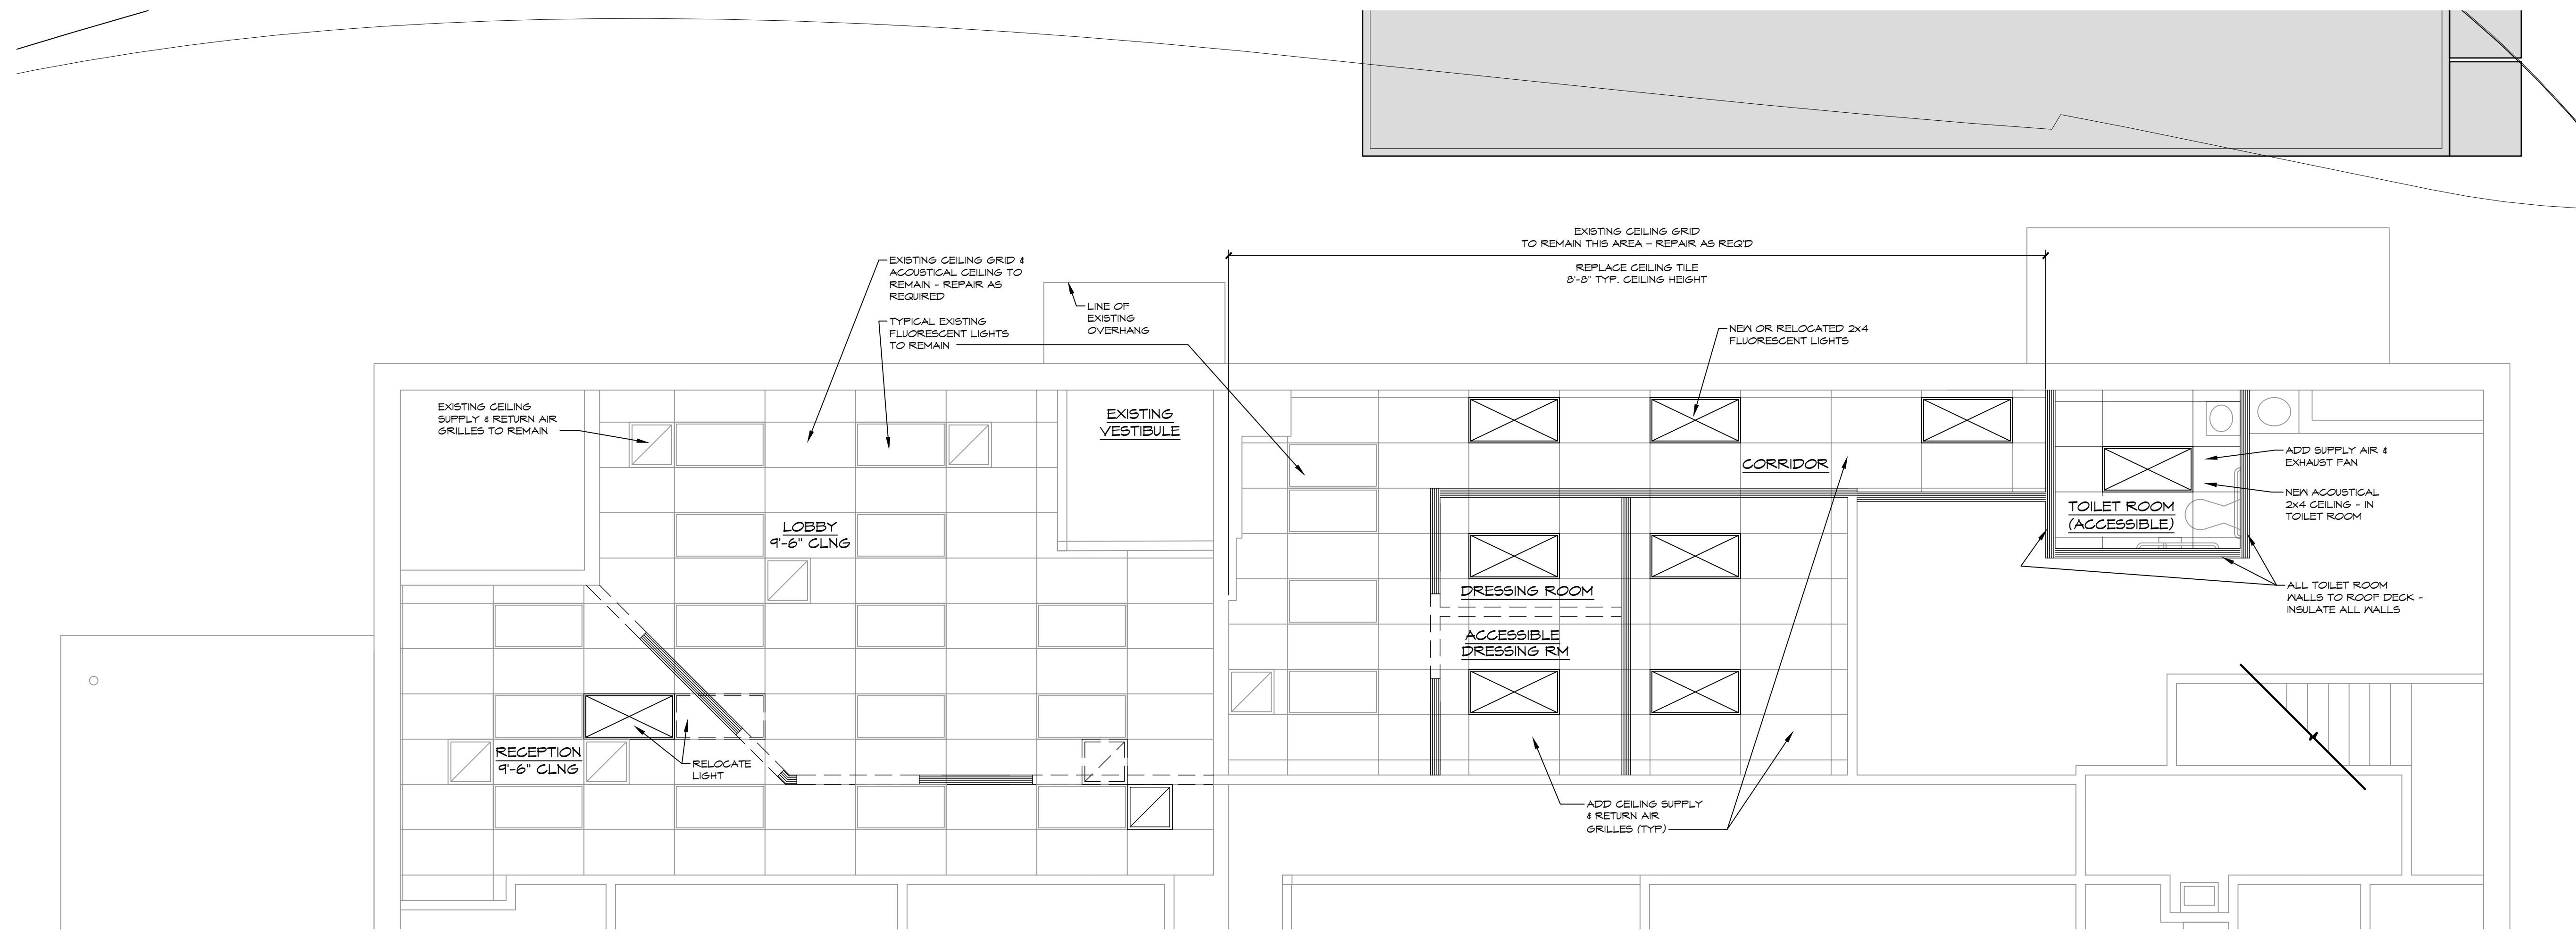 EXISTING CEILING GRID
TO REMAIN THIS AREA - REPAIR AS REQ'D
REPLACE CEILING TILE
8'-8" TYP. CEILING HEIGHT
EXISTING CEILING GRID &
ACOUSTICAL CEILING TO
REMAIN - REPAIR AS
REQUIRED
TYPICAL EXISTING
FLUORESCENT LIGHTS
TO REMAIN
LINE OF
EXISTING
OVERHANG
NEW OR RELOCATED 2x4
FLUORESCENT LIGHTS
EXISTING CEILING
SUPPLY & RETURN AIR
GRILLES TO REMAIN
EXISTING
VESTIBULE
CORRIDOR
ADD SUPPLY AIR &
EXHAUST FAN
NEW ACOUSTICAL
2x4 CEILING - IN
TOILET ROOM
TOILET ROOM
(ACCESSIBLE)
LOBBY
9'-6" CLNG
DRESSING ROOM
ALL TOILET ROOM
WALLS TO ROOF DECK -
INSULATE ALL WALLS
ACCESSIBLE
DRESSING RM
RECEPTION
9'-6" CLNG
RELOCATE
LIGHT
ADD CEILING SUPPLY
& RETURN AIR
GRILLES (TYP)